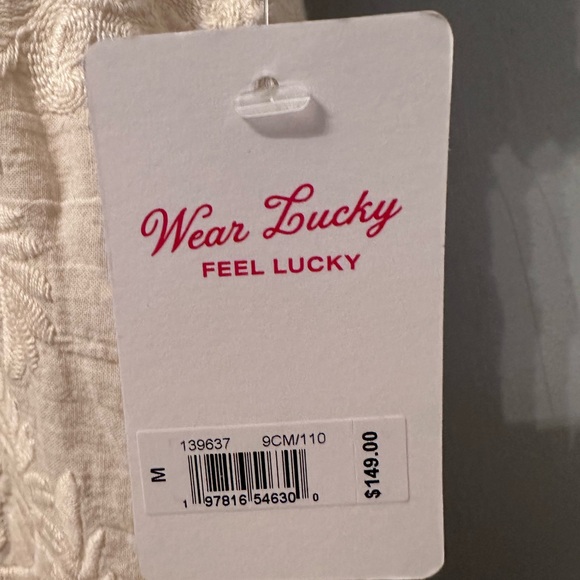 Wear Lucky
FEEL LUCKY
139637 9CM/110
M
1 97816 54630 0
$149.00